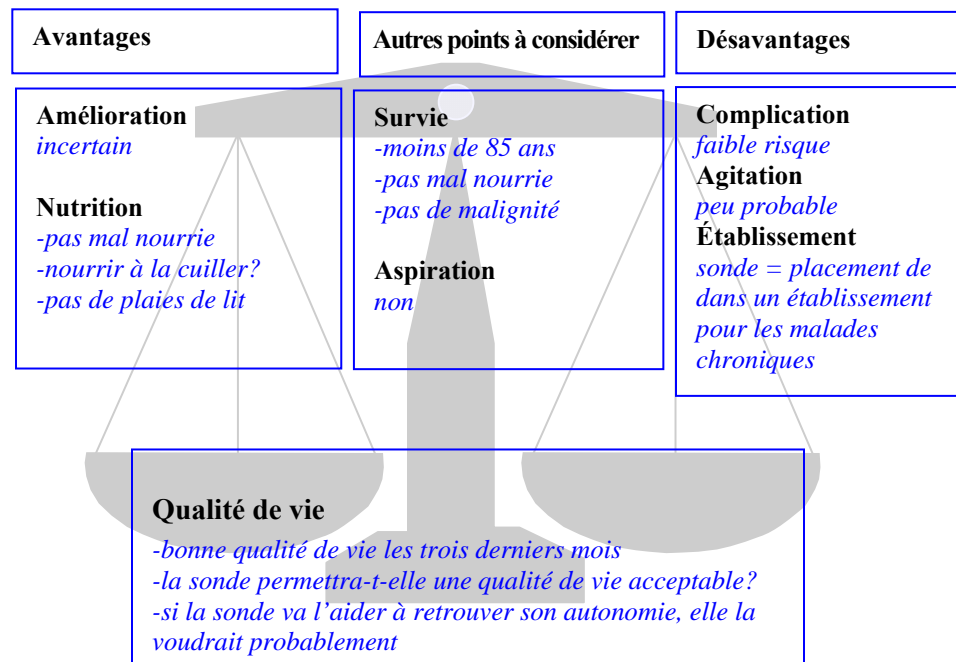 Avantages
Autres points à considérer
Désavantages
Amélioration
incertain
Nutrition
-pas mal nourrie
-nourrir à la cuiller?
-pas de plaies de lit
Survie
-moins de 85 ans
-pas mal nourrie
-pas de malignité
Aspiration
non
Complication
faible risque
Agitation
peu probable
Établissement
sonde = placement de
dans un établissement
pour les malades
chroniques
Qualité de vie
-bonne qualité de vie les trois derniers mois
-la sonde permettra-t-elle une qualité de vie acceptable?
-si la sonde va l’aider à retrouver son autonomie, elle la
voudrait probablement